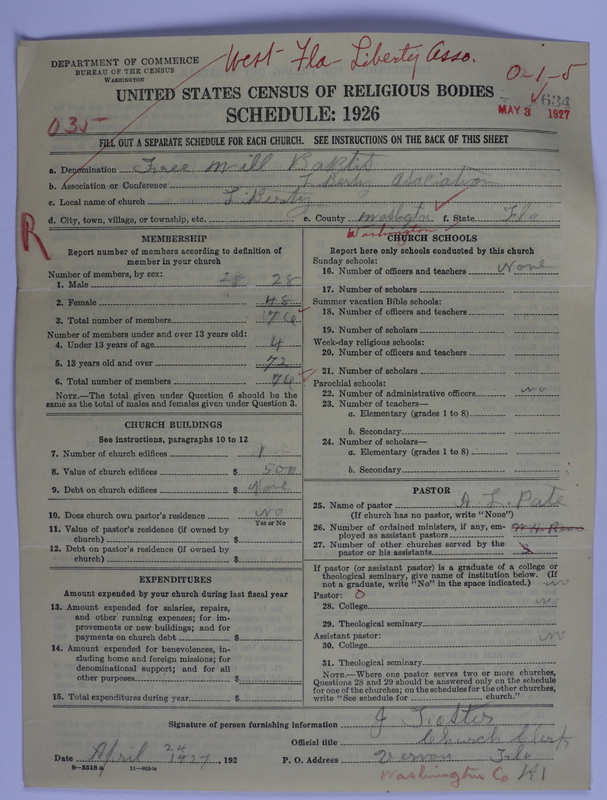 DEPARTMENT OF COMMERCE
BUREAU OF THE CENSUS
WASHINGTON
West Fla Liberty Asso.
0-1-5
UNITED STATES CENSUS OF RELIGIOUS BODIES
SCHEDULE: 1926
634
MAY 3 1927
035
FILL OUT A SEPARATE SCHEDULE FOR EACH CHURCH. SEE INSTRUCTIONS ON THE BACK OF THIS SHEET
a. Denomination Free Will Baptist
b. Association or Conference Liberty Asociation
c. Local name of church Liberty
d. City, town, village, or township, etc. e. County Washington f. State Fla
Washington
R
MEMBERSHIP
Report number of members according to definition of
member in your church
Number of members, by sex:
1. Male 28 28
2. Female 48
3. Total number of members 76
Number of members under and over 13 years old:
4. Under 13 years of age 4
5. 13 years old and over 72
6. Total number of members 76
NOTE.—The total given under Question 6 should be the
same as the total of males and females given under Question 3.
CHURCH BUILDINGS
See instructions, paragraphs 10 to 12
7. Number of church edifices 1
8. Value of church edifices $ 500
9. Debt on church edifices $ None
10. Does church own pastor's residence No
Yes or No
11. Value of pastor's residence (if owned by
church) $
12. Debt on pastor's residence (if owned by
church) $
EXPENDITURES
Amount expended by your church during last fiscal year
13. Amount expended for salaries, repairs,
and other running expenses; for im-
provements or new buildings; and for
payments on church debt $
14. Amount expended for benevolences, in-
cluding home and foreign missions; for
denominational support; and for all
other purposes $
15. Total expenditures during year $
CHURCH SCHOOLS
Report here only schools conducted by this church
Sunday schools:
16. Number of officers and teachers None
17. Number of scholars
Summer vacation Bible schools:
18. Number of officers and teachers
19. Number of scholars
Week-day religious schools:
20. Number of officers and teachers
21. Number of scholars
Parochial schools:
22. Number of administrative officers no
23. Number of teachers—
a. Elementary (grades 1 to 8)
b. Secondary
24. Number of scholars—
a. Elementary (grades 1 to 8)
b. Secondary
PASTOR
25. Name of pastor A. L. Pate
(If church has no pastor, write "None")
26. Number of ordained ministers, if any, em-
ployed as assistant pastors
27. Number of other churches served by the
pastor or his assistants
If pastor (or assistant pastor) is a graduate of a college or
theological seminary, give name of institution below. (If
not a graduate, write "No" in the space indicated.) no
Pastor: 0
28. College no
29. Theological seminary
Assistant pastor: no
30. College
31. Theological seminary
NOTE.—Where one pastor serves two or more churches,
Questions 28 and 29 should be answered only on the schedule
for one of the churches; on the schedules for the other churches,
write "See schedule for church."
Signature of person furnishing information J
Official title Church Clerk
Date April 24 1927, 192 P. O. Address Vernon Fla
8—5518 a
Washington Co R1